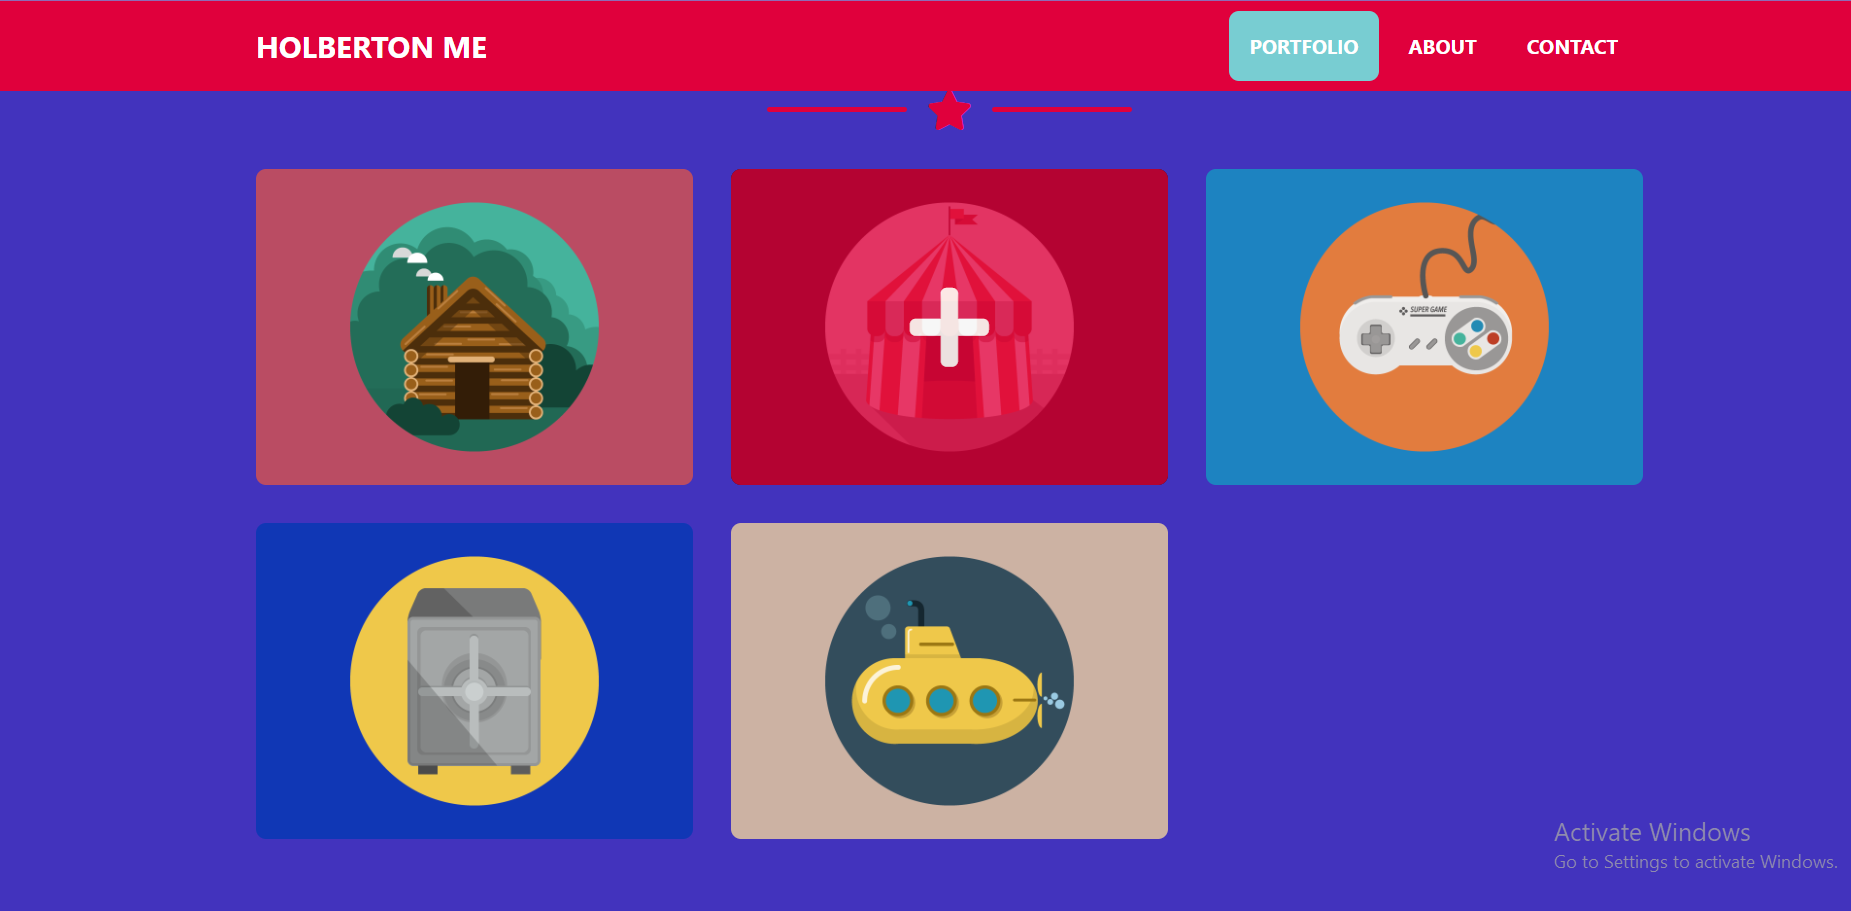 HOLBERTON ME
PORTFOLIO
ABOUT
CONTACT
SUPER GAME
Activate Windows
Go to Settings to activate Windows.